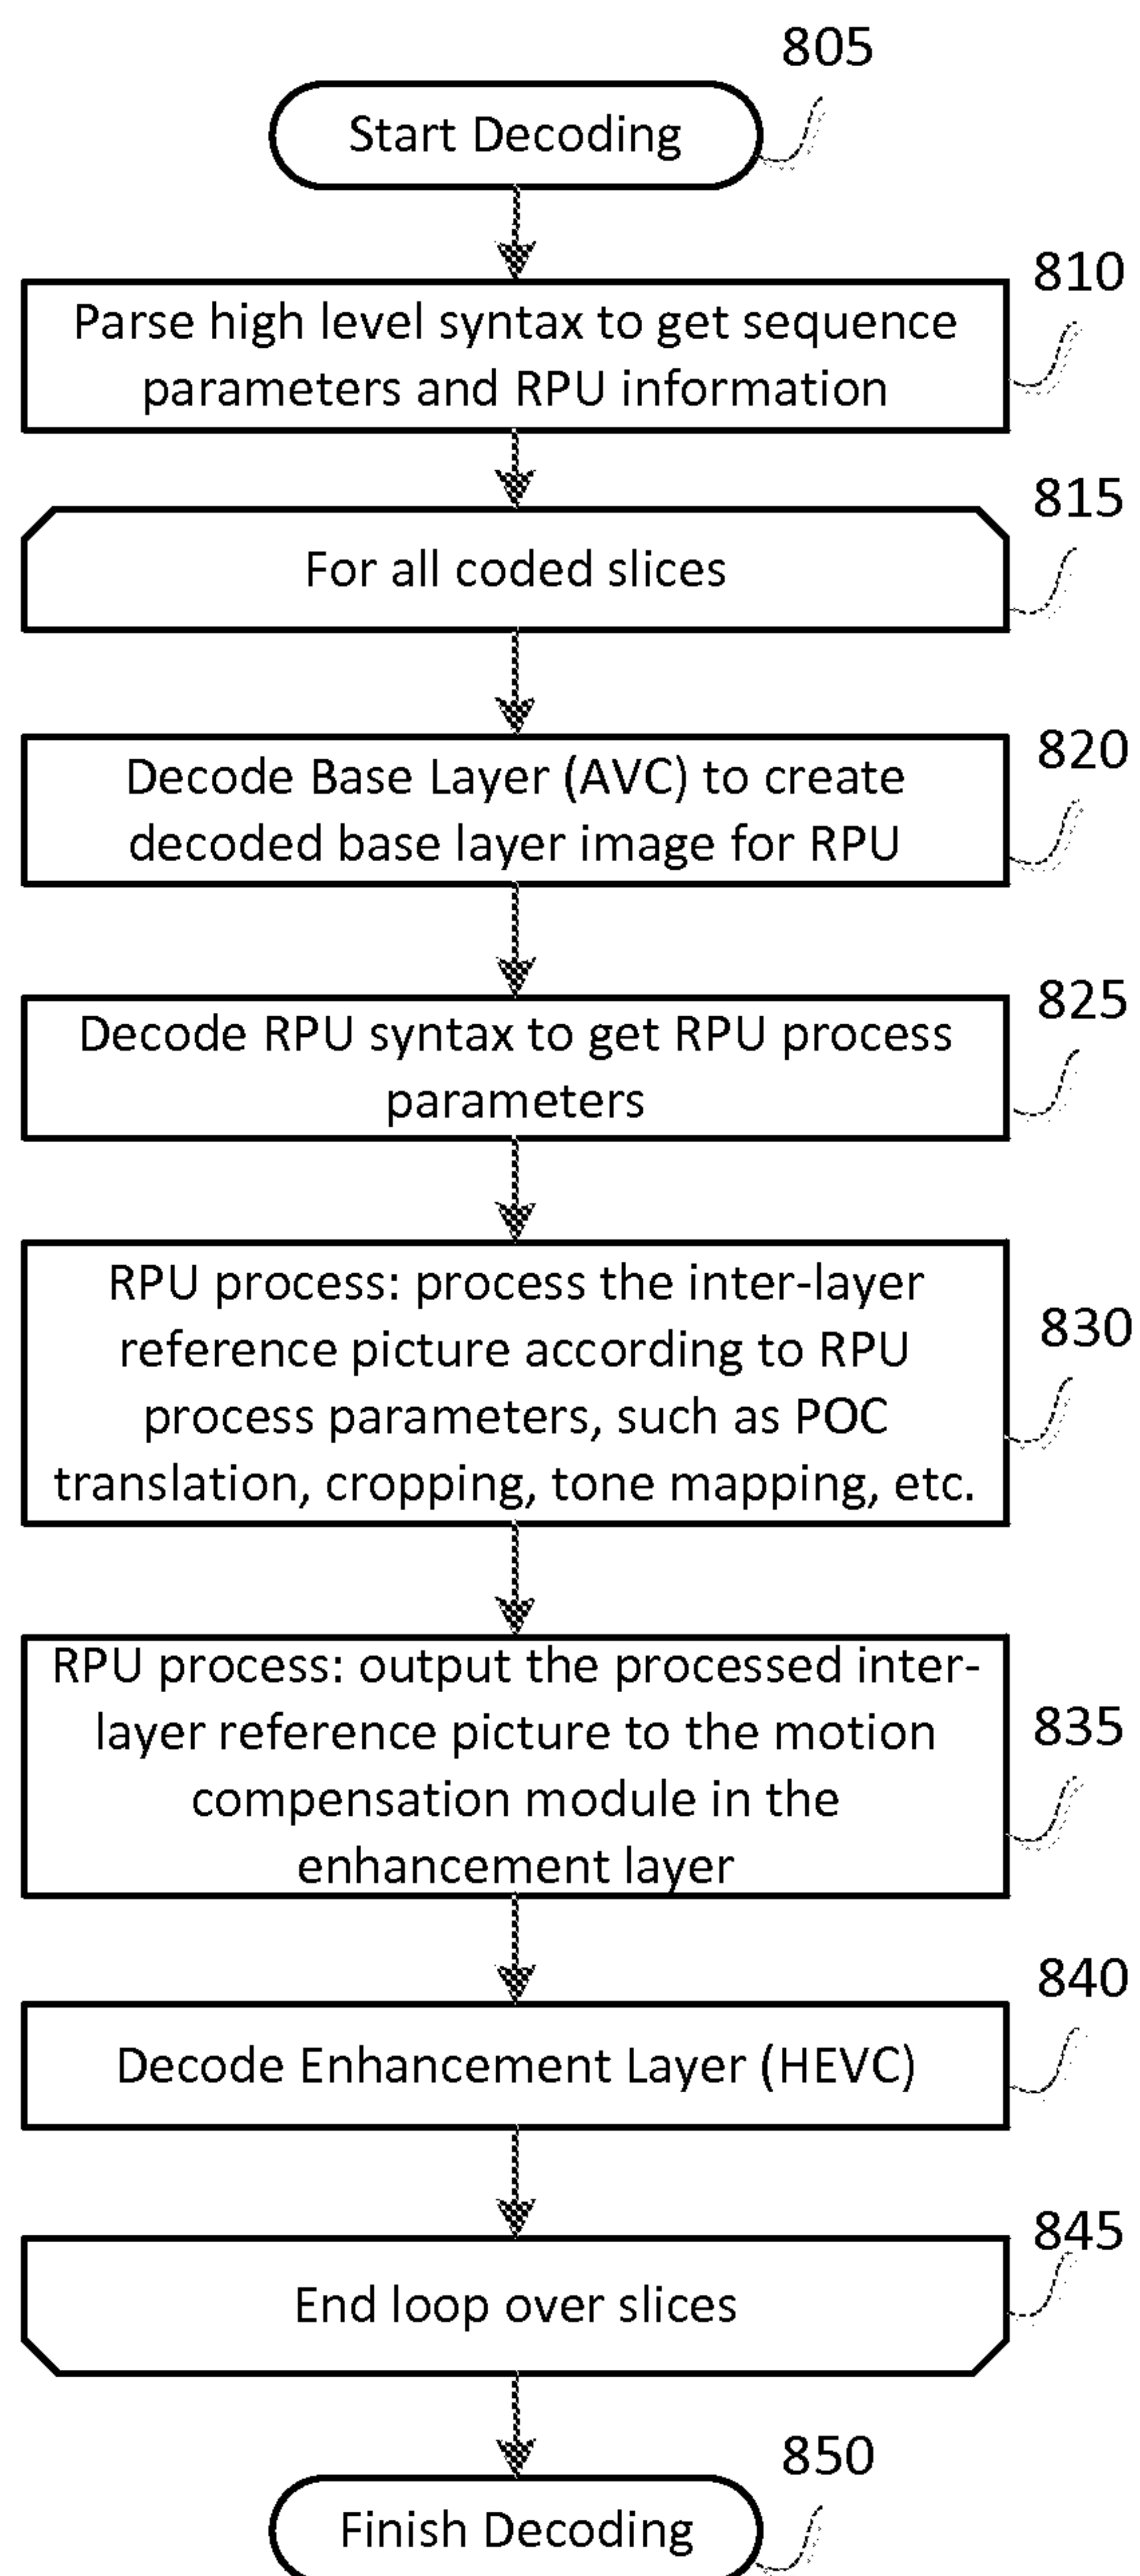 805
Start Decoding
810
Parse high level syntax to get sequence
parameters and RPU information
815
For all coded slices
820
Decode Base Layer (AVC) to create
decoded base layer image for RPU
825
Decode RPU syntax to get RPU process
parameters
830
RPU process: process the inter-layer
reference picture according to RPU
process parameters, such as POC
translation, cropping, tone mapping, etc.
835
RPU process: output the processed inter-
layer reference picture to the motion
compensation module in the
enhancement layer
840
Decode Enhancement Layer (HEVC)
845
End loop over slices
850
Finish Decoding